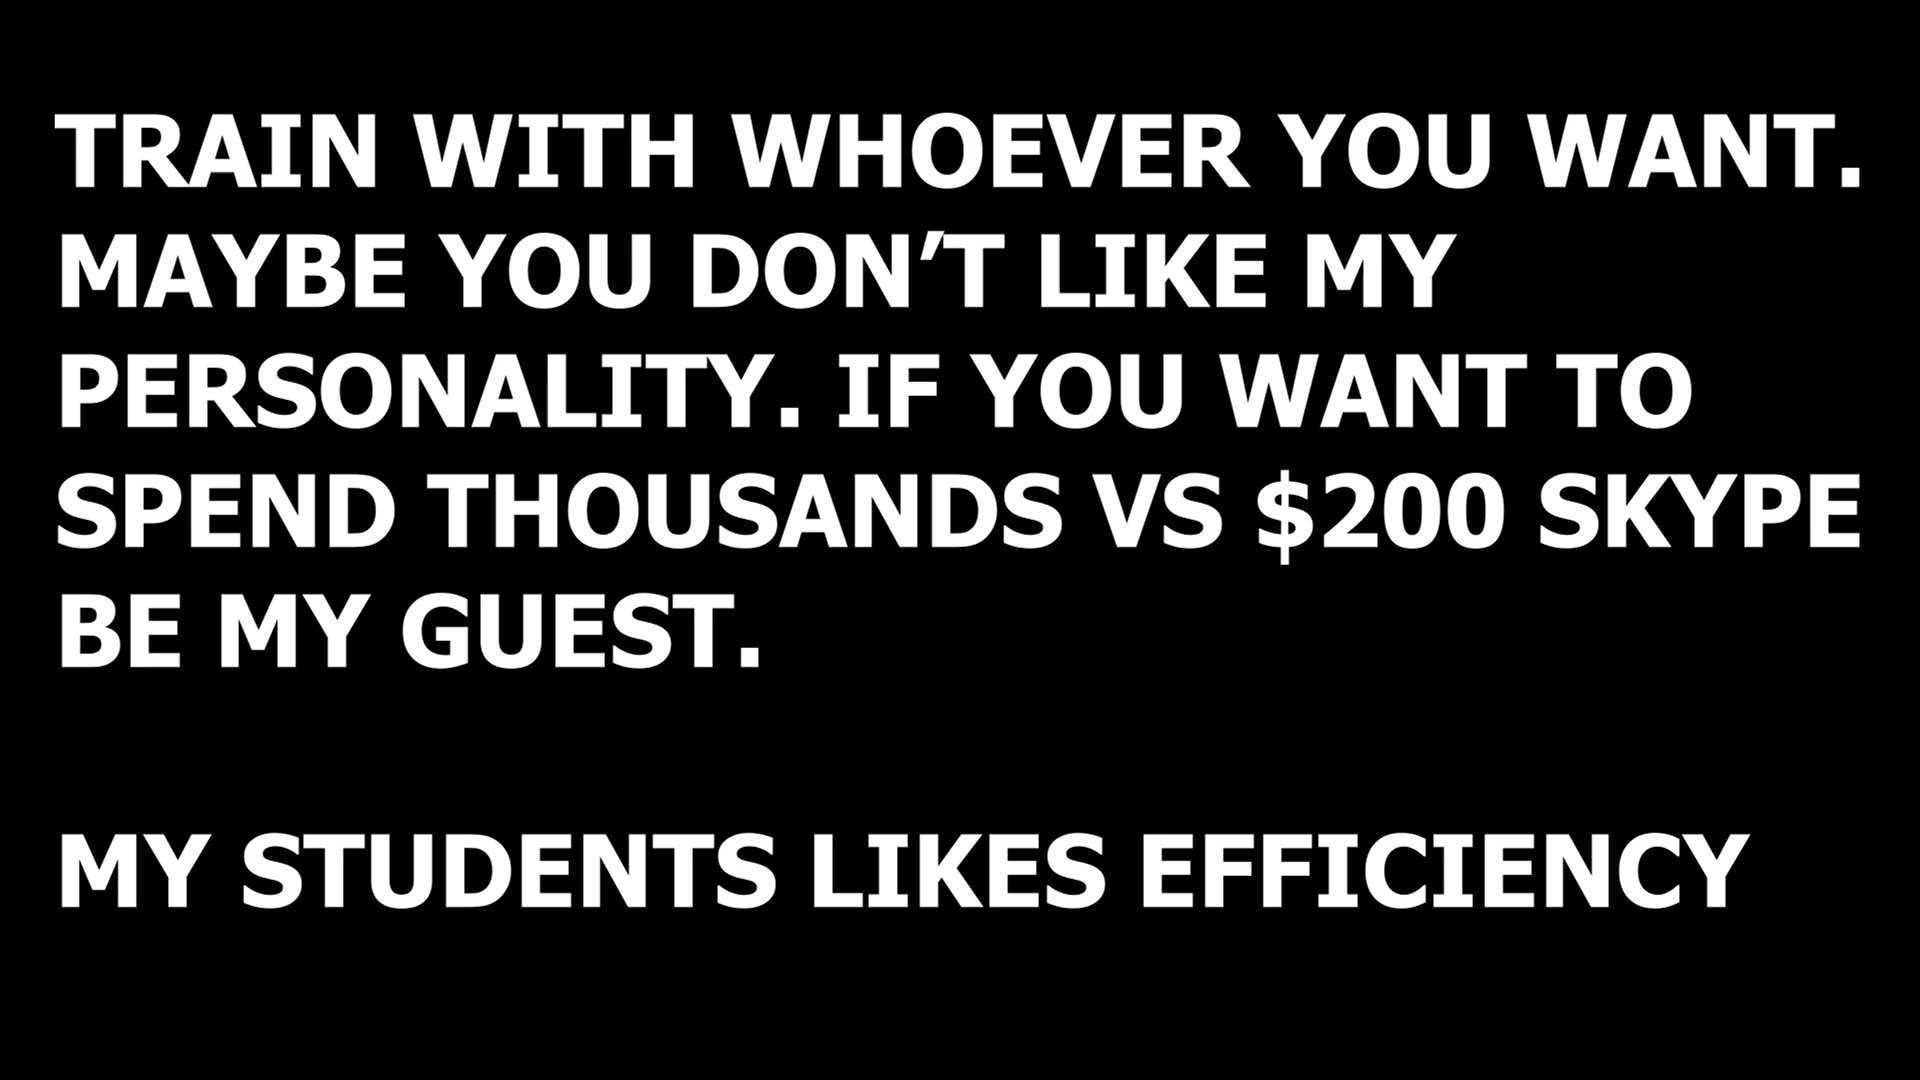 TRAIN WITH WHOEVER YOU WANT.
MAYBE YOU DON’T LIKE MY
PERSONALITY. IF YOU WANT TO
SPEND THOUSANDS VS $200 SKYPE
BE MY GUEST.
MY STUDENTS LIKES EFFICIENCY